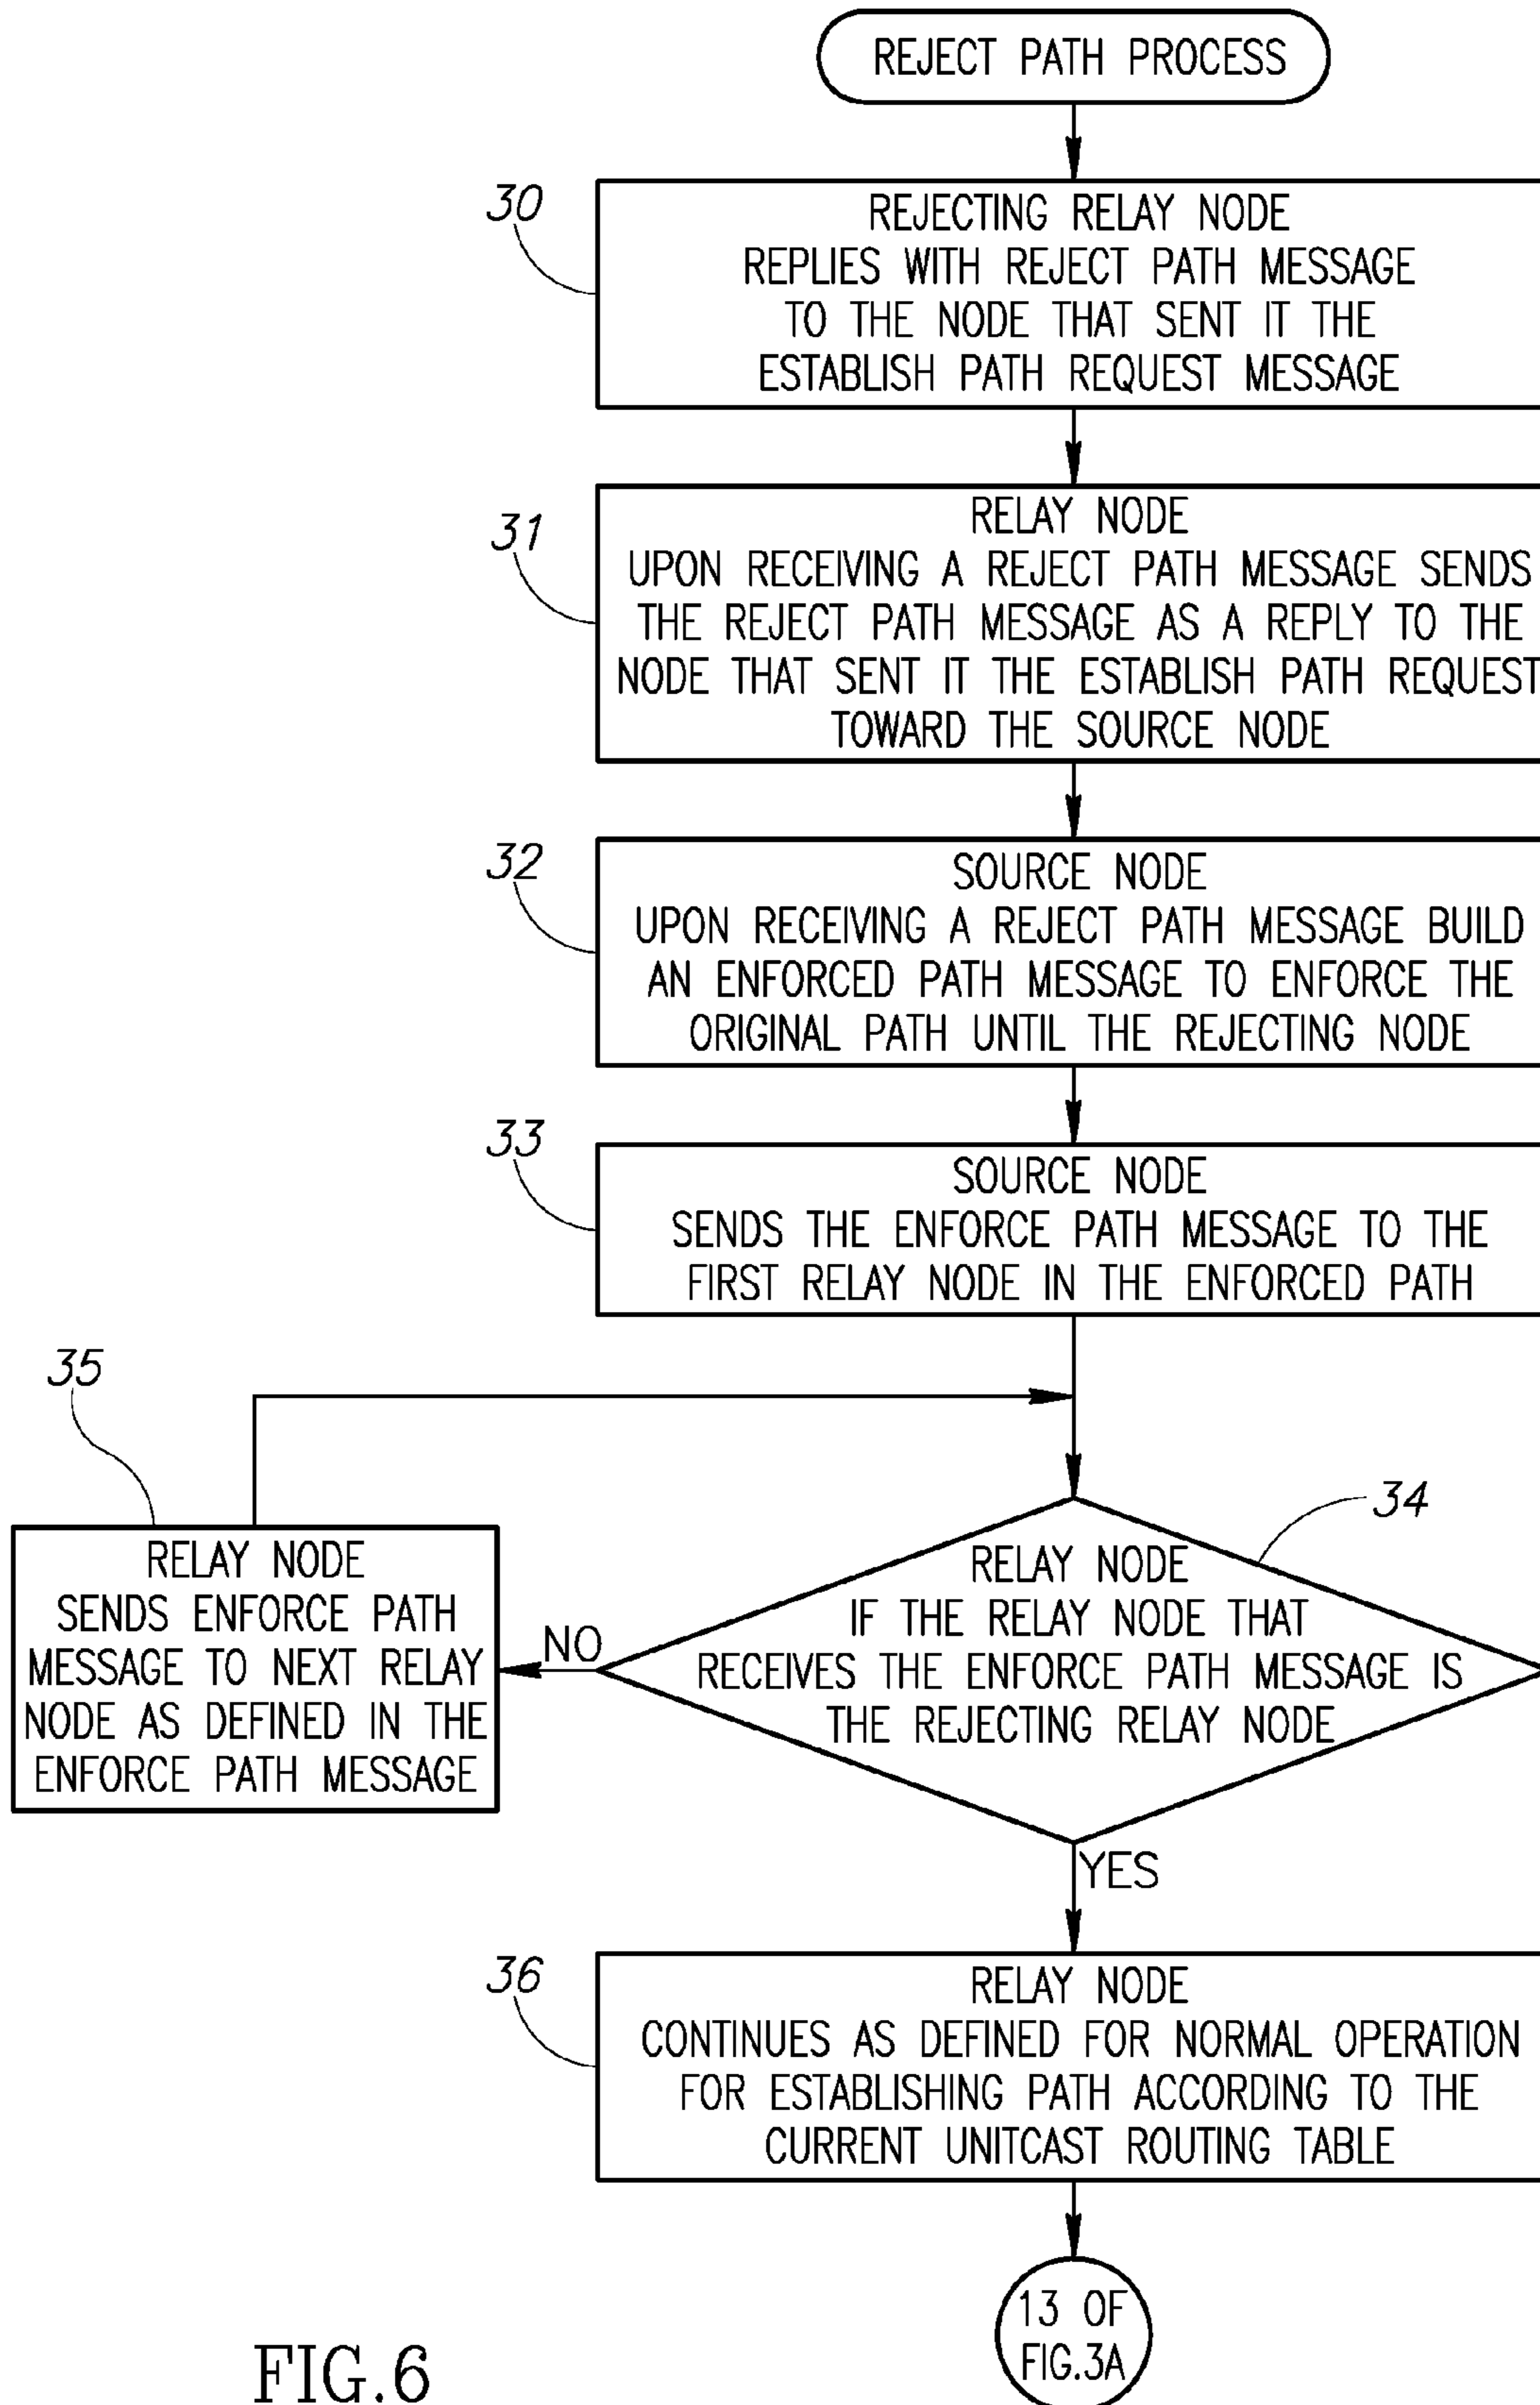 REJECT PATH PROCESS
30
REJECTING RELAY NODE
REPLIES WITH REJECT PATH MESSAGE
TO THE NODE THAT SENT IT THE
ESTABLISH PATH REQUEST MESSAGE
31
RELAY NODE
UPON RECEIVING A REJECT PATH MESSAGE SENDS
THE REJECT PATH MESSAGE AS A REPLY TO THE
NODE THAT SENT IT THE ESTABLISH PATH REQUEST
TOWARD THE SOURCE NODE
32
SOURCE NODE
UPON RECEIVING A REJECT PATH MESSAGE BUILD
AN ENFORCED PATH MESSAGE TO ENFORCE THE
ORIGINAL PATH UNTIL THE REJECTING NODE
33
SOURCE NODE
SENDS THE ENFORCE PATH MESSAGE TO THE
FIRST RELAY NODE IN THE ENFORCED PATH
35
RELAY NODE
SENDS ENFORCE PATH
MESSAGE TO NEXT RELAY
NODE AS DEFINED IN THE
ENFORCE PATH MESSAGE
NO
34
RELAY NODE
IF THE RELAY NODE THAT
RECEIVES THE ENFORCE PATH MESSAGE IS
THE REJECTING RELAY NODE
YES
36
RELAY NODE
CONTINUES AS DEFINED FOR NORMAL OPERATION
FOR ESTABLISHING PATH ACCORDING TO THE
CURRENT UNITCAST ROUTING TABLE
13 OF
FIG.3A
FIG.6